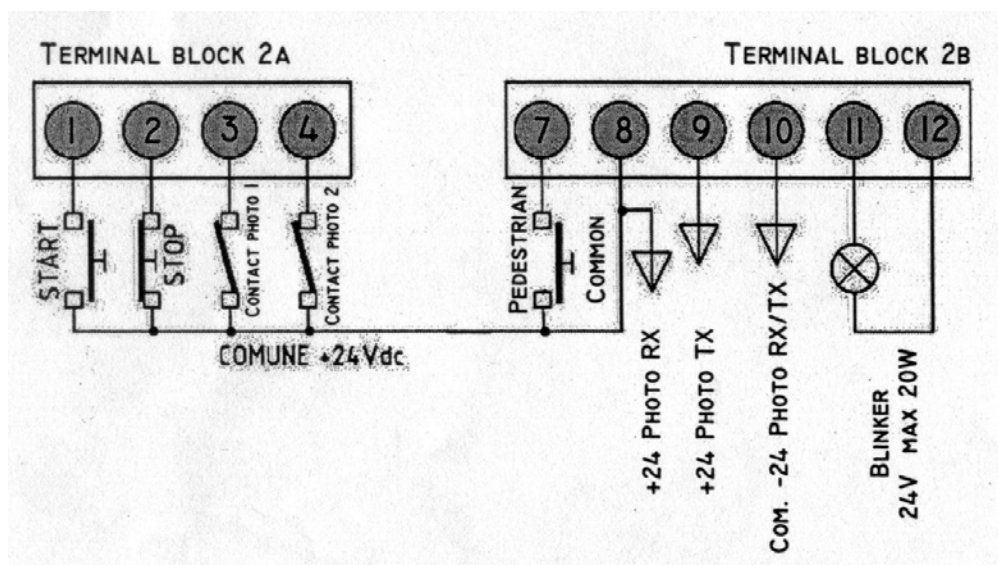 TERMINAL BLOCK 2A
TERMINAL BLOCK 2B
1 2 3 4
7 8 9 10 11 12
START
STOP
CONTACT PHOTO 1
CONTACT PHOTO 2
PEDESTRIAN
COMMON
COMUNE +24Vdc
+24 PHOTO RX
+24 PHOTO TX
COM. -24 PHOTO RX/TX
BLINKER
24V MAX 20W